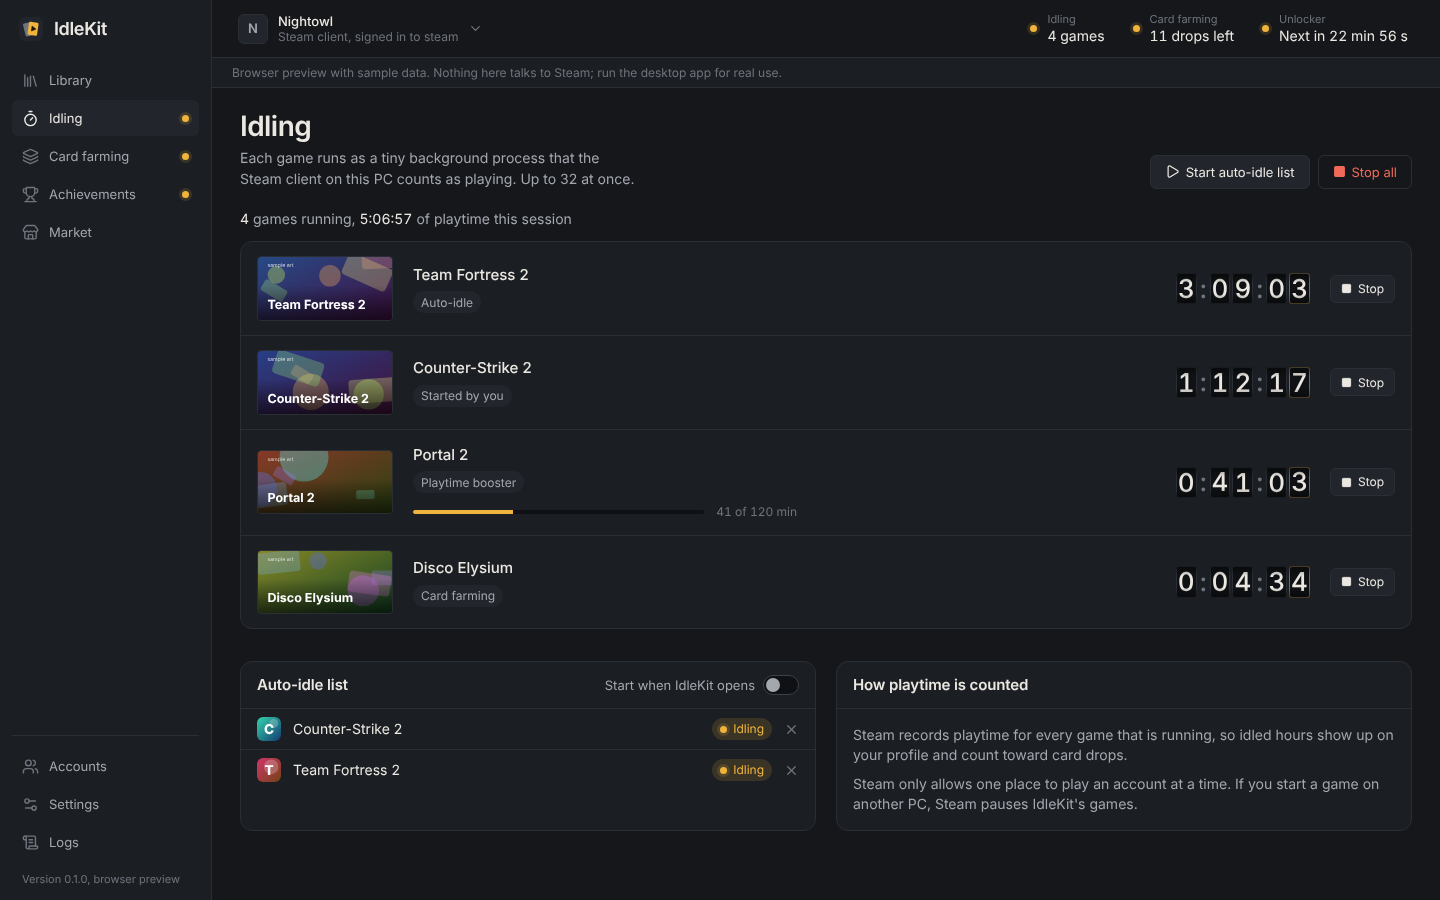 IdleKit
Library
Idling
Card farming
Achievements
Market
Accounts
Settings
Logs
Version 0.1.0, browser preview
N
Nightowl
Steam client, signed in to steam
Idling
4 games
Card farming
11 drops left
Unlocker
Next in 22 min 56 s
Browser preview with sample data. Nothing here talks to Steam; run the desktop app for real use.
Idling
Each game runs as a tiny background process that the
Steam client on this PC counts as playing. Up to 32 at once.
Start auto-idle list
Stop all
4 games running, 5:06:57 of playtime this session
sample art
Team Fortress 2
Team Fortress 2
Auto-idle
3:09:03
Stop
sample art
Counter-Strike 2
Counter-Strike 2
Started by you
1:12:17
Stop
sample art
Portal 2
Portal 2
Playtime booster
41 of 120 min
0:41:03
Stop
sample art
Disco Elysium
Disco Elysium
Card farming
0:04:34
Stop
Auto-idle list
Start when IdleKit opens
C
Counter-Strike 2
Idling
T
Team Fortress 2
Idling
How playtime is counted
Steam records playtime for every game that is running, so idled hours show up on
your profile and count toward card drops.
Steam only allows one place to play an account at a time. If you start a game on
another PC, Steam pauses IdleKit's games.